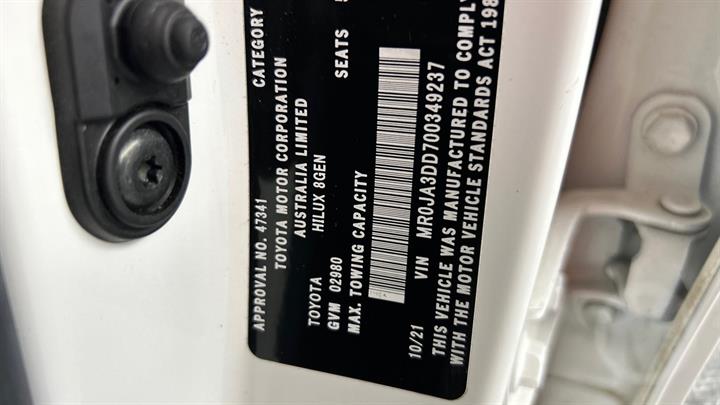 APPROVAL NO. 47341 CATEGORY
TOYOTA MOTOR CORPORATION
AUSTRALIA LIMITED
TOYOTA HILUX 8GEN
GVM 02980 SEATS
MAX. TOWING CAPACITY
10/21 VIN MR0JA3DD700349237
THIS VEHICLE WAS MANUFACTURED TO COMPLY
WITH THE MOTOR VEHICLE STANDARDS ACT 198